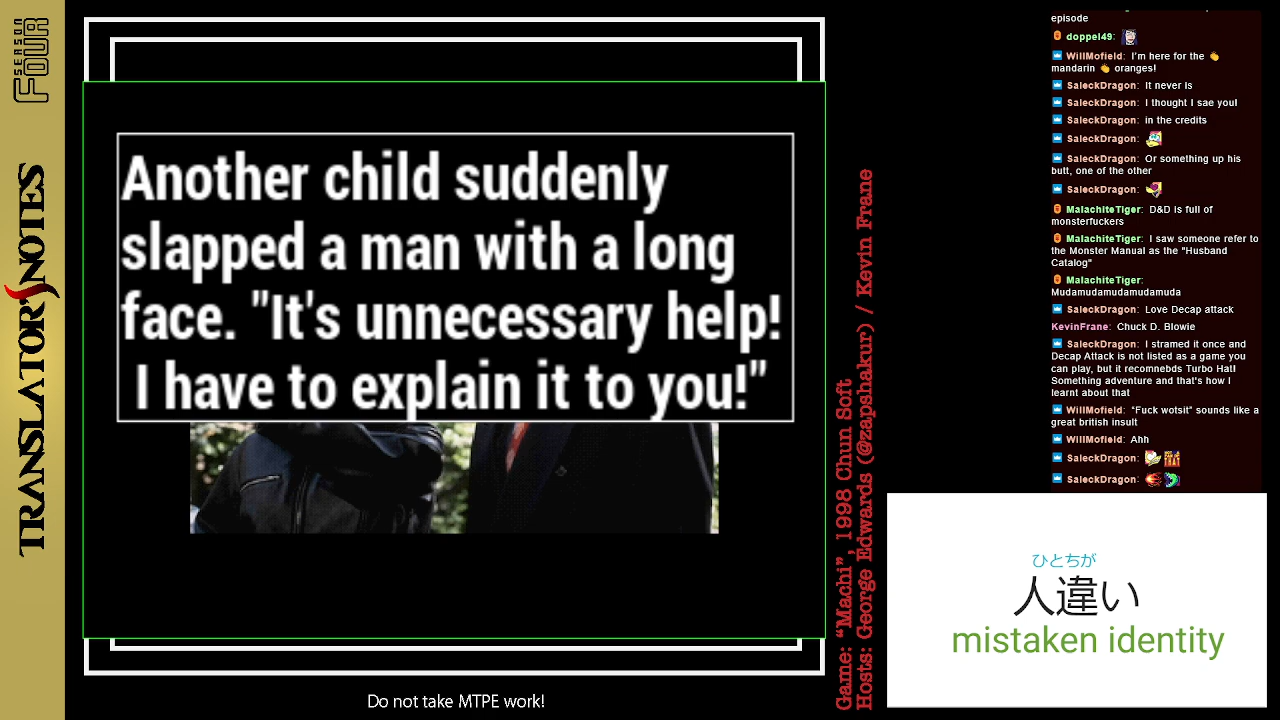 SEASON
FOUR
TRANSLATOR'S NOTES
Another child suddenly
slapped a man with a long
face. "It's unnecessary help!
I have to explain it to you!"
Do not take MTPE work!
Game: "Machi", 1998 Chun Soft
Hosts: George Edwards (@zapshakur) / Kevin Frane
episode
doppel49:
WillMofield: I'm here for the 👏
mandarin 👏 oranges!
SaleckDragon: It never is
SaleckDragon: I thought I sae you!
SaleckDragon: in the credits
SaleckDragon:
SaleckDragon: Or something up his
butt, one of the other
SaleckDragon:
MalachiteTiger: D&D is full of
monsterfuckers
MalachiteTiger: I saw someone refer to
the Monster Manual as the "Husband
Catalog"
MalachiteTiger:
Mudamudamudamudamuda
SaleckDragon: Love Decap attack
KevinFrane: Chuck D. Blowie
SaleckDragon: I stramed it once and
Decap Attack isn't listed as a game you
can play, but it recmnebds Turbo Hall
Something adventure and thats how I
learnt about that
WillMofield: "Fuck wotsit" sounds like a
great british insult
WillMofield: Ahh
SaleckDragon:
SaleckDragon:
ひとちが
人違い
mistaken identity